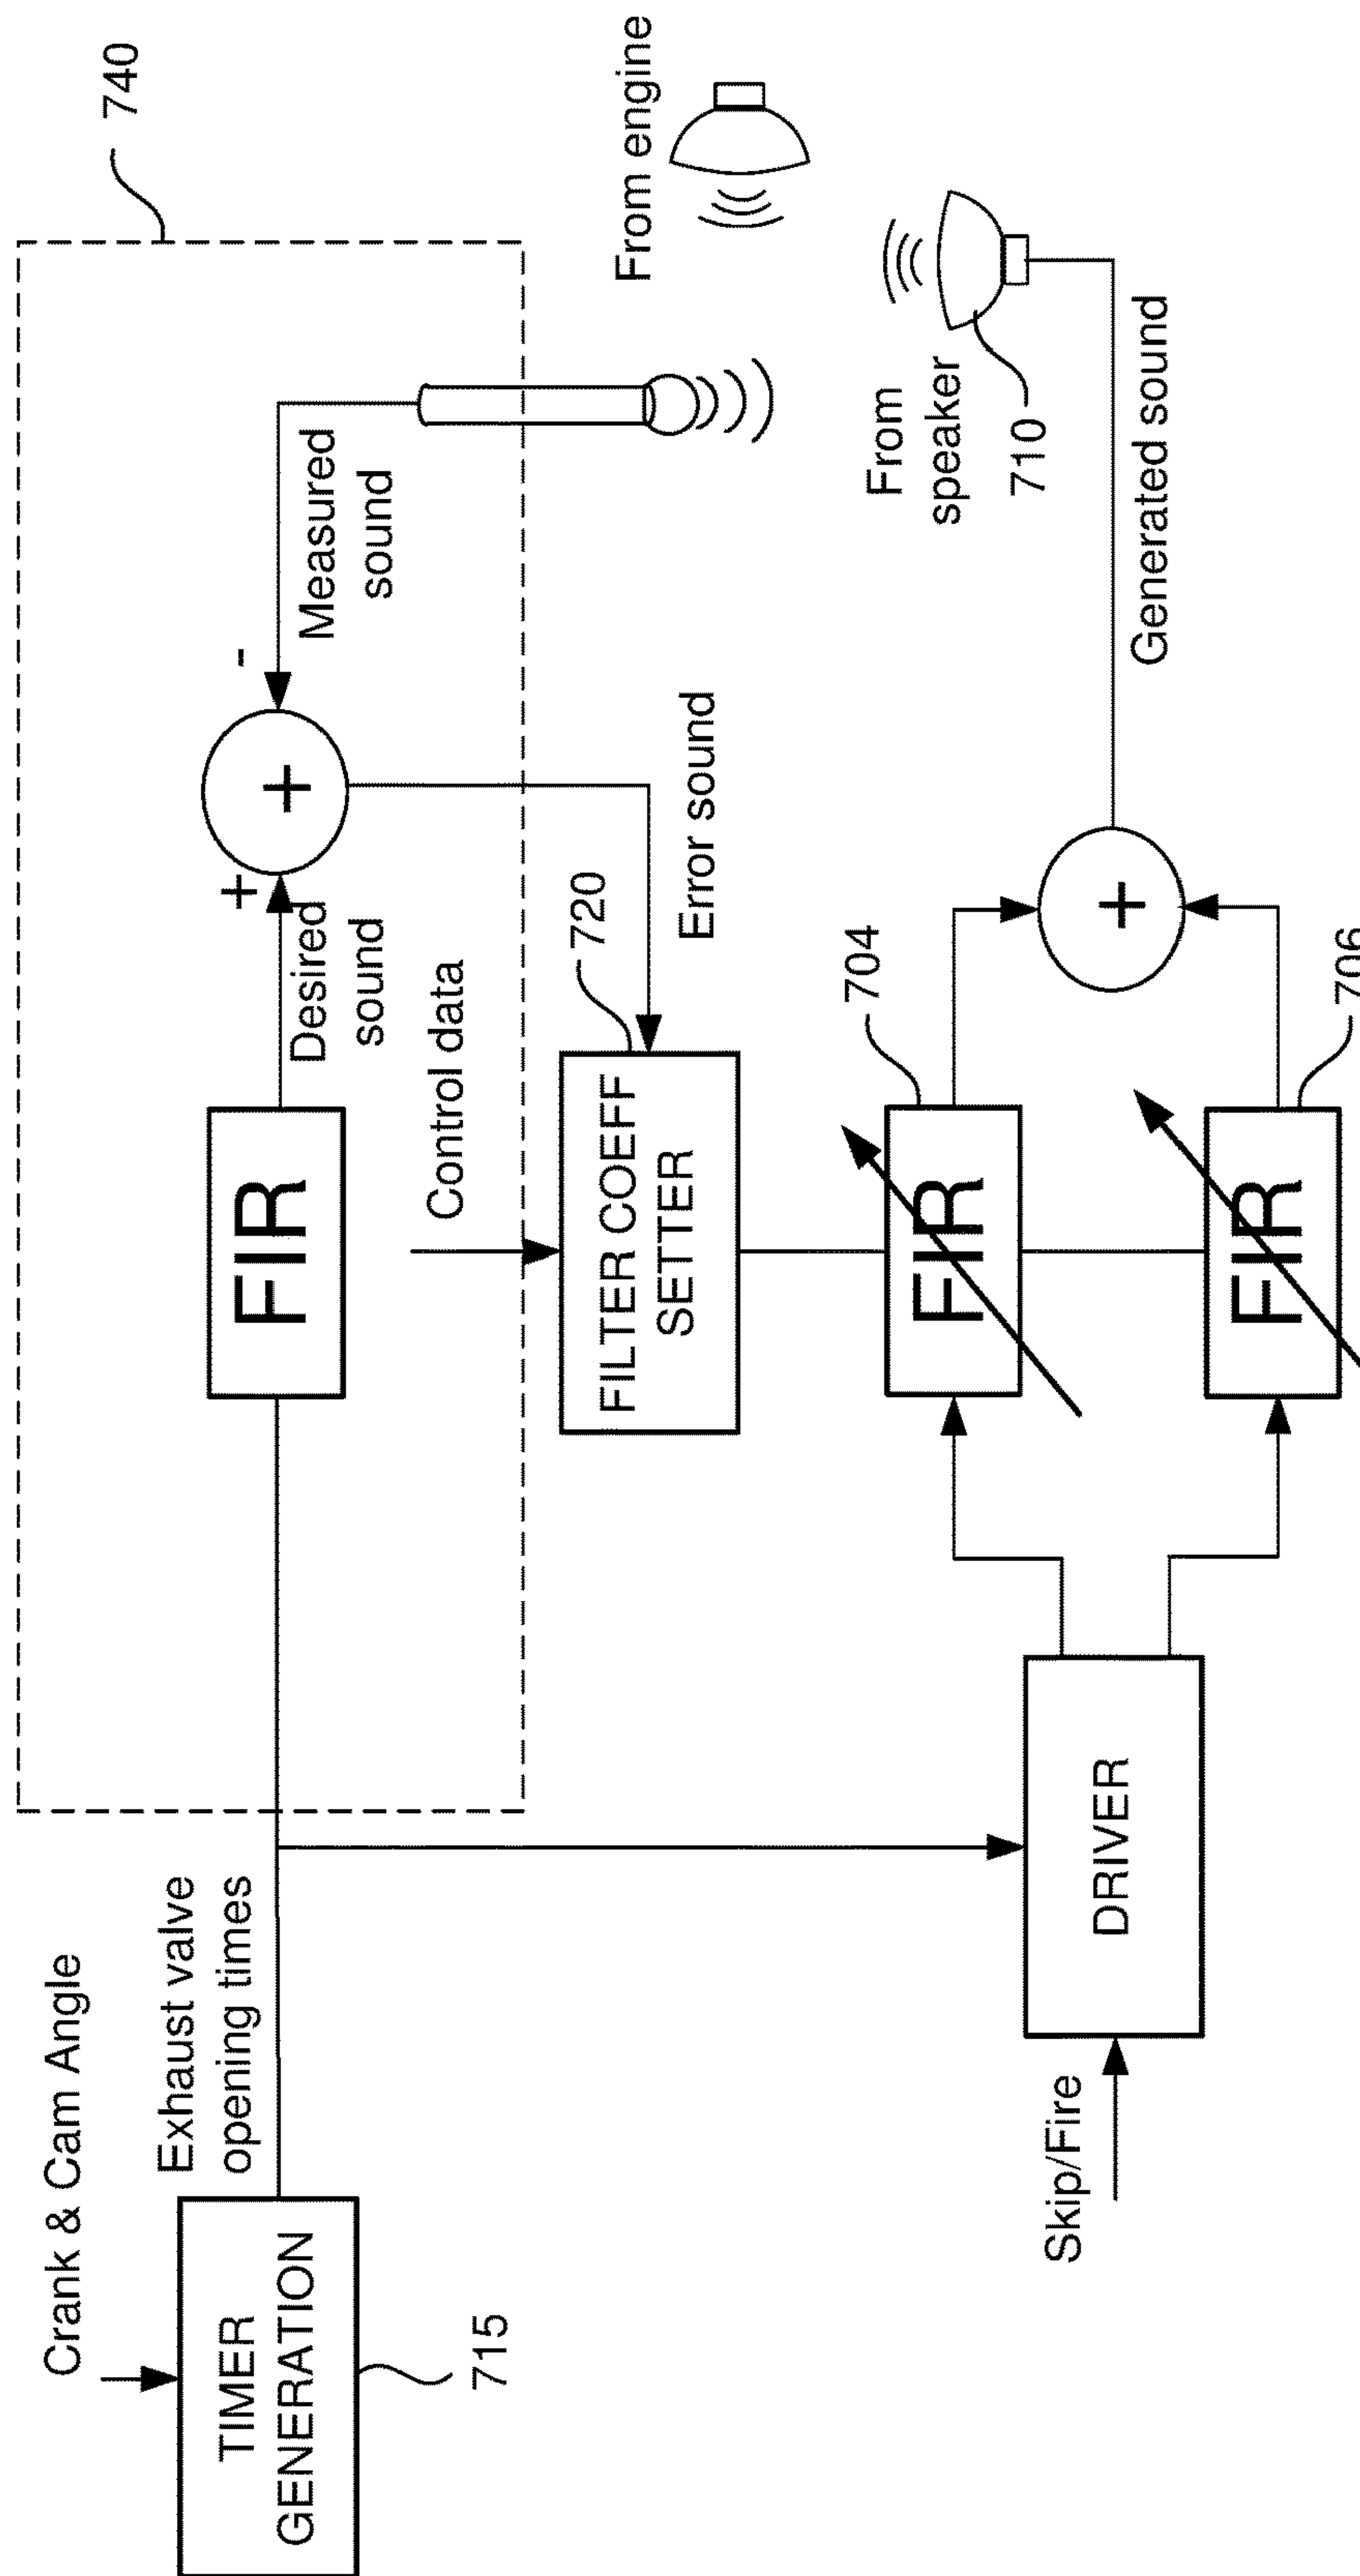 740
Crank & Cam Angle
Exhaust valve
opening times
TIMER
GENERATION
715
FIR
Desired
sound
+
+
-
Measured
sound
From engine
Control data
720
FILTER COEFF
SETTER
Error sound
From
speaker
710
704
FIR
+
Generated sound
Skip/Fire
DRIVER
FIR
706